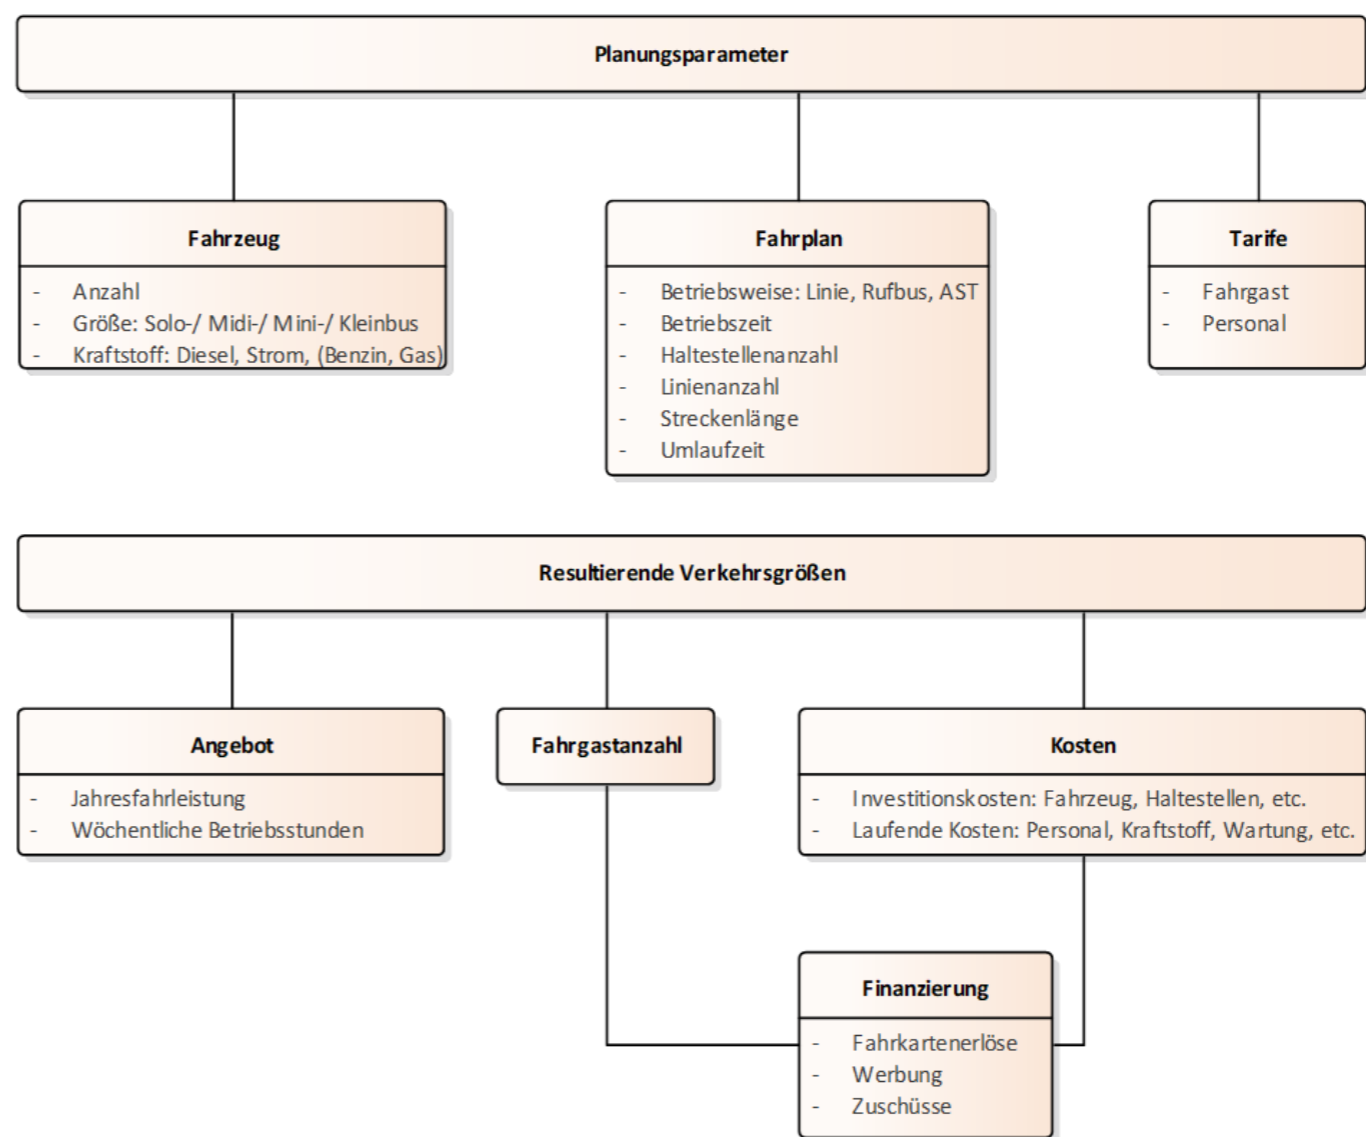 Planungsparameter
Fahrzeug
- Anzahl
- Größe: Solo-/ Midi-/ Mini-/ Kleinbus
- Kraftstoff: Diesel, Strom, (Benzin, Gas)
Fahrplan
- Betriebsweise: Linie, Rufbus, AST
- Betriebszeit
- Haltestellenanzahl
- Linienanzahl
- Streckenlänge
- Umlaufzeit
Tarife
- Fahrgast
- Personal
Resultierende Verkehrsgrößen
Angebot
- Jahresfahrleistung
- Wöchentliche Betriebsstunden
Fahrgastanzahl
Kosten
- Investitionskosten: Fahrzeug, Haltestellen, etc.
- Laufende Kosten: Personal, Kraftstoff, Wartung, etc.
Finanzierung
- Fahrkartenerlöse
- Werbung
- Zuschüsse